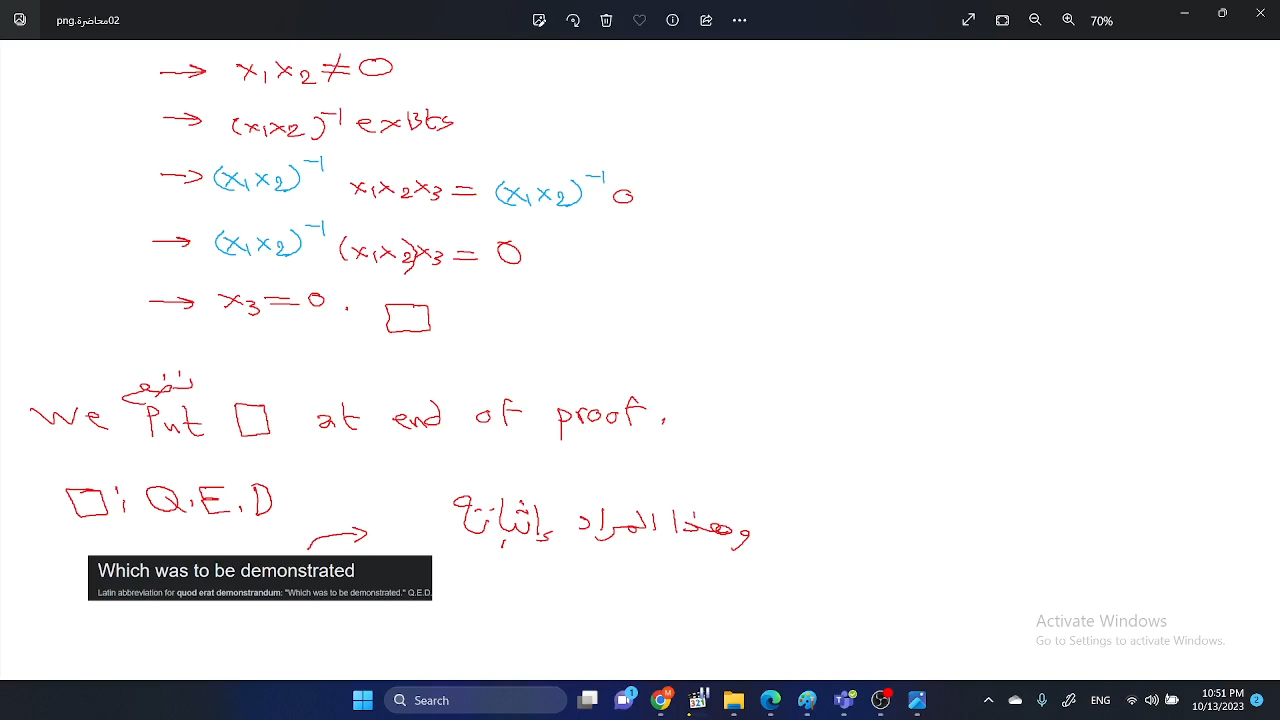 02محاضرة.png
70%
→ x₁x₂ ≠ 0
→ (x₁x₂)⁻¹ exists
→ (x₁x₂)⁻¹ x₁x₂x₃ = (x₁x₂)⁻¹ 0
→ (x₁x₂)⁻¹ (x₁x₂)x₃ = 0
→ x₃ = 0 . □
نضع
We Put □ at end of proof.
□: Q.E.D
وهذا المراد إثباته
Which was to be demonstrated
Latin abbreviation for quod erat demonstrandum: "Which was to be demonstrated." Q.E.D.
Activate Windows
Go to Settings to activate Windows.
Search
ENG
10:51 PM
10/13/2023